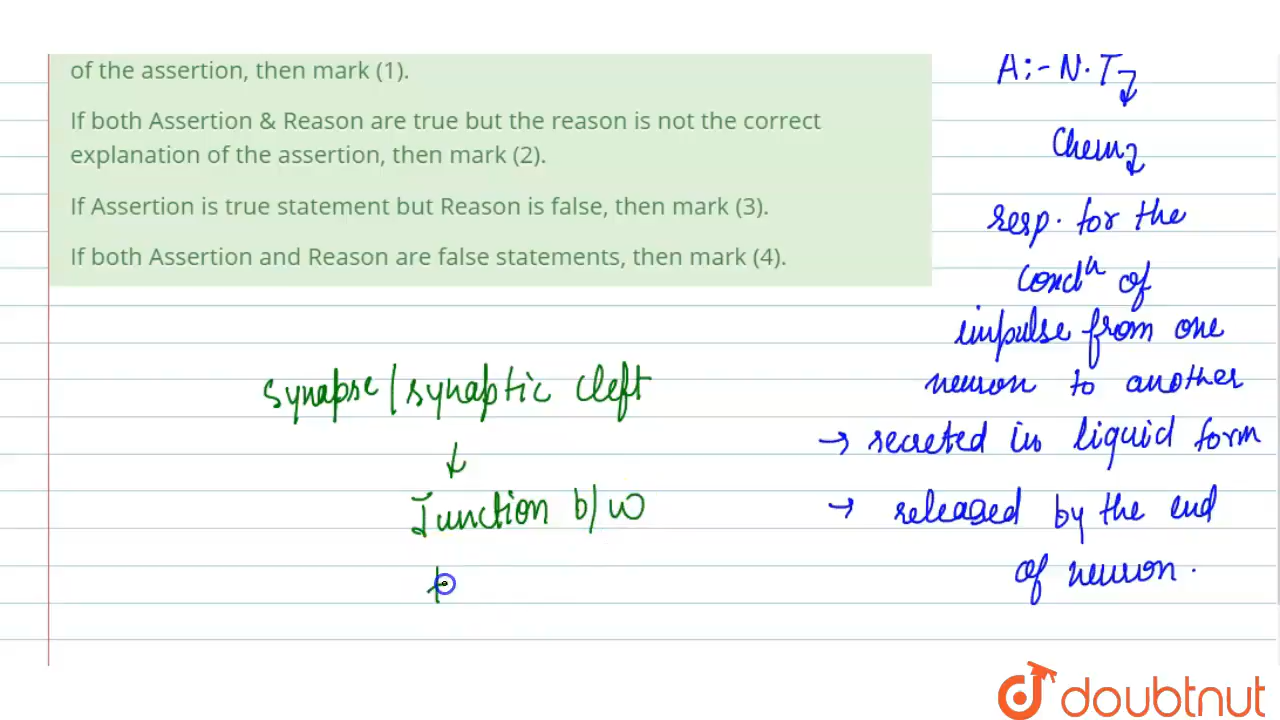 of the assertion, then mark (1).
If both Assertion & Reason are true but the reason is not the correct
explanation of the assertion, then mark (2).
If Assertion is true statement but Reason is false, then mark (3).
If both Assertion and Reason are false statements, then mark (4).
A:- N.T
Chem
resp. for the
condⁿ of
impulse from one
neuron to another
→ secreted in liquid form
→ released by the end
of neuron.
synapse/synaptic cleft
↓
Junction b/w
doubtnut